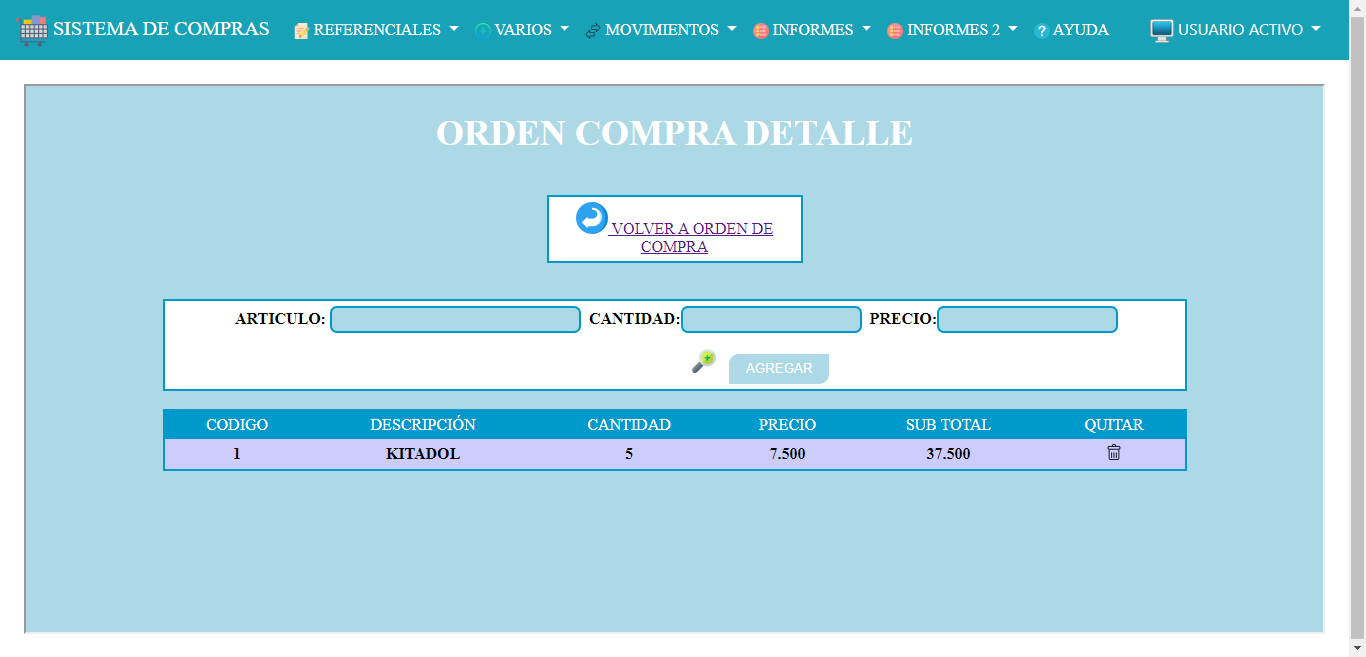 SISTEMA DE COMPRAS REFERENCIALES VARIOS MOVIMIENTOS INFORMES INFORMES 2 ? AYUDA USUARIO ACTIVO
ORDEN COMPRA DETALLE
VOLVER A ORDEN DE
COMPRA
ARTICULO: CANTIDAD: PRECIO:
AGREGAR
CODIGO DESCRIPCIÓN CANTIDAD PRECIO SUB TOTAL QUITAR
1 KITADOL 5 7.500 37.500